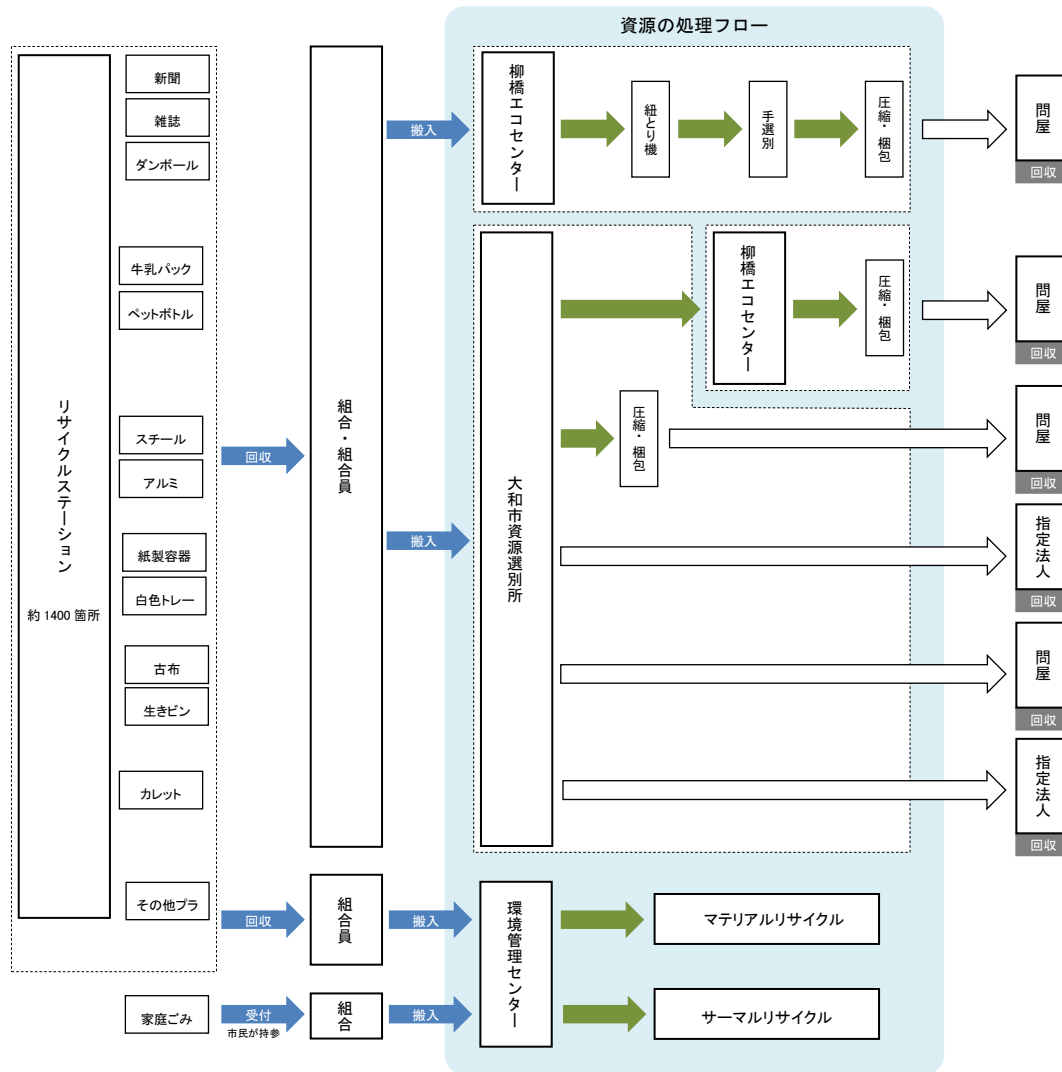 資源の処理フロー
リサイクルステーション
約 1400 箇所
新聞
雑誌
ダンボール
牛乳パック
ペットボトル
スチール
アルミ
紙製容器
白色トレー
古布
生きビン
カレット
その他プラ
家庭ごみ
回収
回収
受付
市民が持参
組合・組合員
組合員
組合
搬入
搬入
搬入
搬入
柳橋エコセンター
紐とり機
手選別
圧縮・梱包
問屋
回収
大和市資源選別所
柳橋エコセンター
圧縮・梱包
問屋
回収
圧縮・梱包
問屋
回収
指定法人
回収
問屋
回収
指定法人
回収
環境管理センター
マテリアルリサイクル
サーマルリサイクル